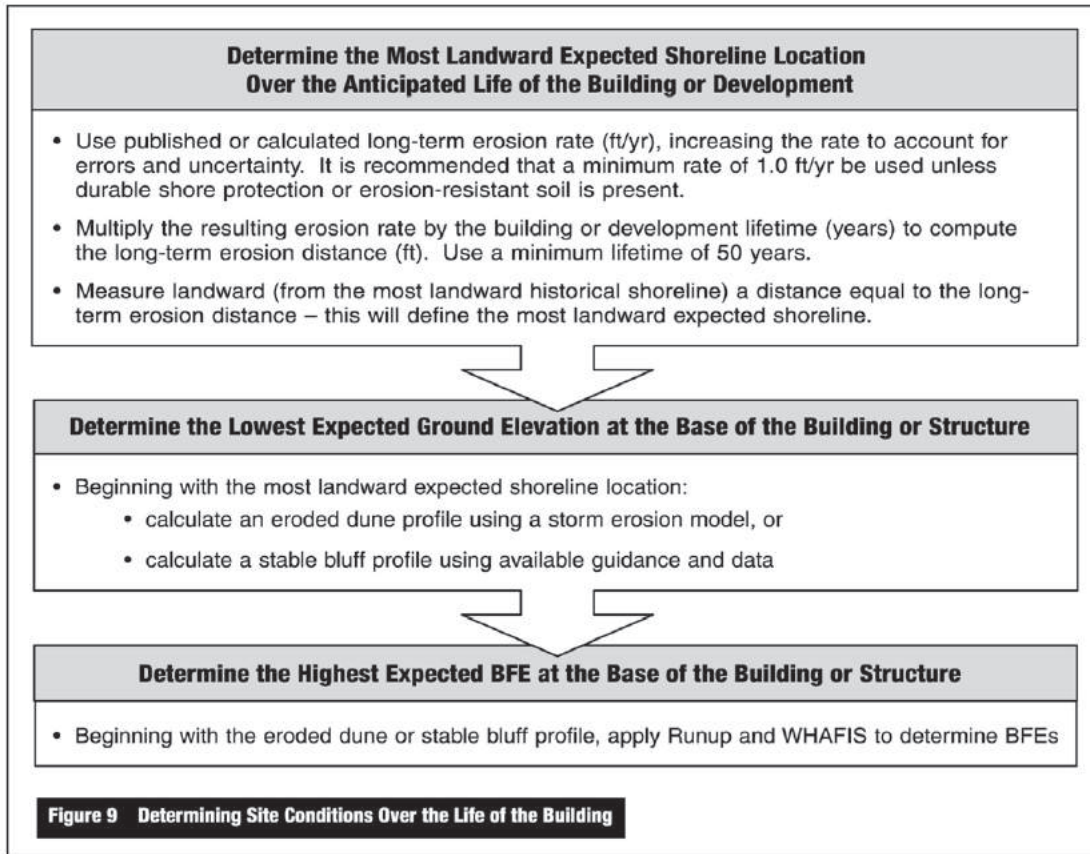 Determine the Most Landward Expected Shoreline Location
Over the Anticipated Life of the Building or Development
• Use published or calculated long-term erosion rate (ft/yr), increasing the rate to account for
errors and uncertainty. It is recommended that a minimum rate of 1.0 ft/yr be used unless
durable shore protection or erosion-resistant soil is present.
• Multiply the resulting erosion rate by the building or development lifetime (years) to compute
the long-term erosion distance (ft). Use a minimum lifetime of 50 years.
• Measure landward (from the most landward historical shoreline) a distance equal to the long-
term erosion distance – this will define the most landward expected shoreline.
Determine the Lowest Expected Ground Elevation at the Base of the Building or Structure
• Beginning with the most landward expected shoreline location:
• calculate an eroded dune profile using a storm erosion model, or
• calculate a stable bluff profile using available guidance and data
Determine the Highest Expected BFE at the Base of the Building or Structure
• Beginning with the eroded dune or stable bluff profile, apply Runup and WHAFIS to determine BFEs
Figure 9 Determining Site Conditions Over the Life of the Building